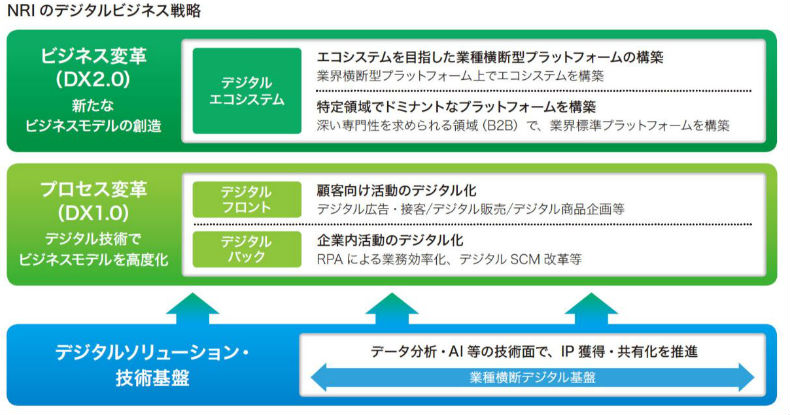 NRIのデジタルビジネス戦略
ビジネス変革
(DX2.0)
新たな
ビジネスモデルの創造
デジタル
エコシステム
エコシステムを目指した業種横断型プラットフォームの構築
業界横断型プラットフォーム上でエコシステムを構築
特定領域でドミナントなプラットフォームを構築
深い専門性を求められる領域（B2B）で、業界標準プラットフォームを構築
プロセス変革
(DX1.0)
デジタル技術で
ビジネスモデルを高度化
デジタル
フロント
顧客向け活動のデジタル化
デジタル広告・接客/デジタル販売/デジタル商品企画等
デジタル
バック
企業内活動のデジタル化
RPAによる業務効率化、デジタルSCM改革等
デジタルソリューション・
技術基盤
データ分析・AI等の技術面で、IP獲得・共有化を推進
業種横断デジタル基盤